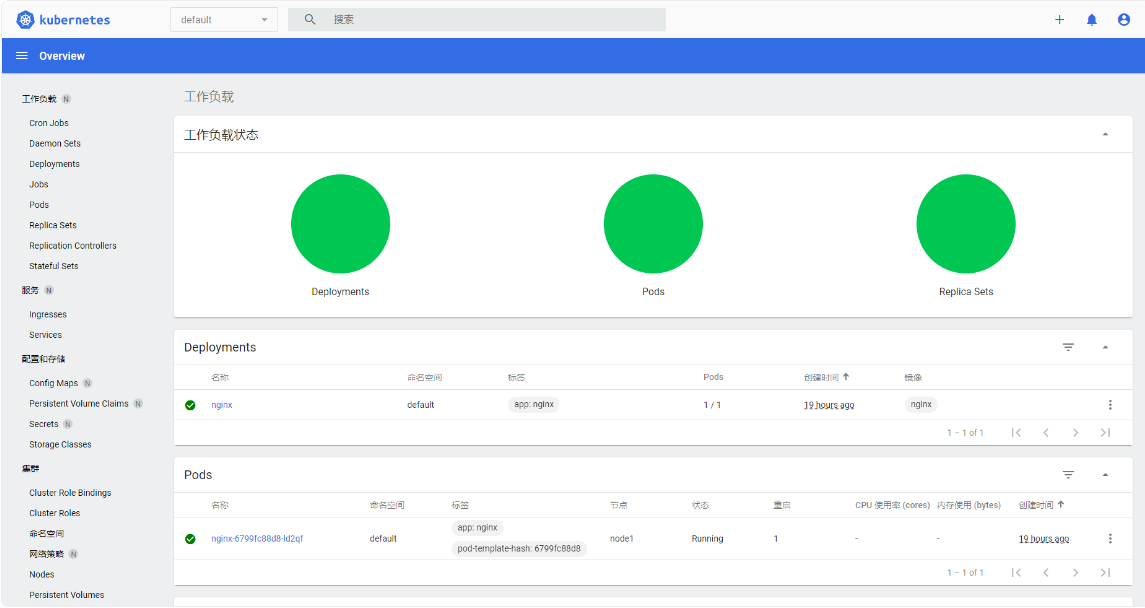 kubernetes
default
搜索
Overview
工作负载 N
Cron Jobs
Daemon Sets
Deployments
Jobs
Pods
Replica Sets
Replication Controllers
Stateful Sets
服务 N
Ingresses
Services
配置和存储
Config Maps N
Persistent Volume Claims N
Secrets N
Storage Classes
集群
Cluster Role Bindings
Cluster Roles
命名空间
网络策略 N
Nodes
Persistent Volumes
工作负载
工作负载状态
Deployments Pods Replica Sets
Deployments
名称 命名空间 标签 Pods 创建时间 镜像
nginx default app: nginx 1 / 1 19 hours ago nginx
1 – 1 of 1
Pods
名称 命名空间 标签 节点 状态 重启 CPU 使用率 (cores) 内存使用 (bytes) 创建时间
nginx-6799fc88d8-ld2qf default app: nginx pod-template-hash: 6799fc88d8 node1 Running 1 - - 19 hours ago
1 – 1 of 1